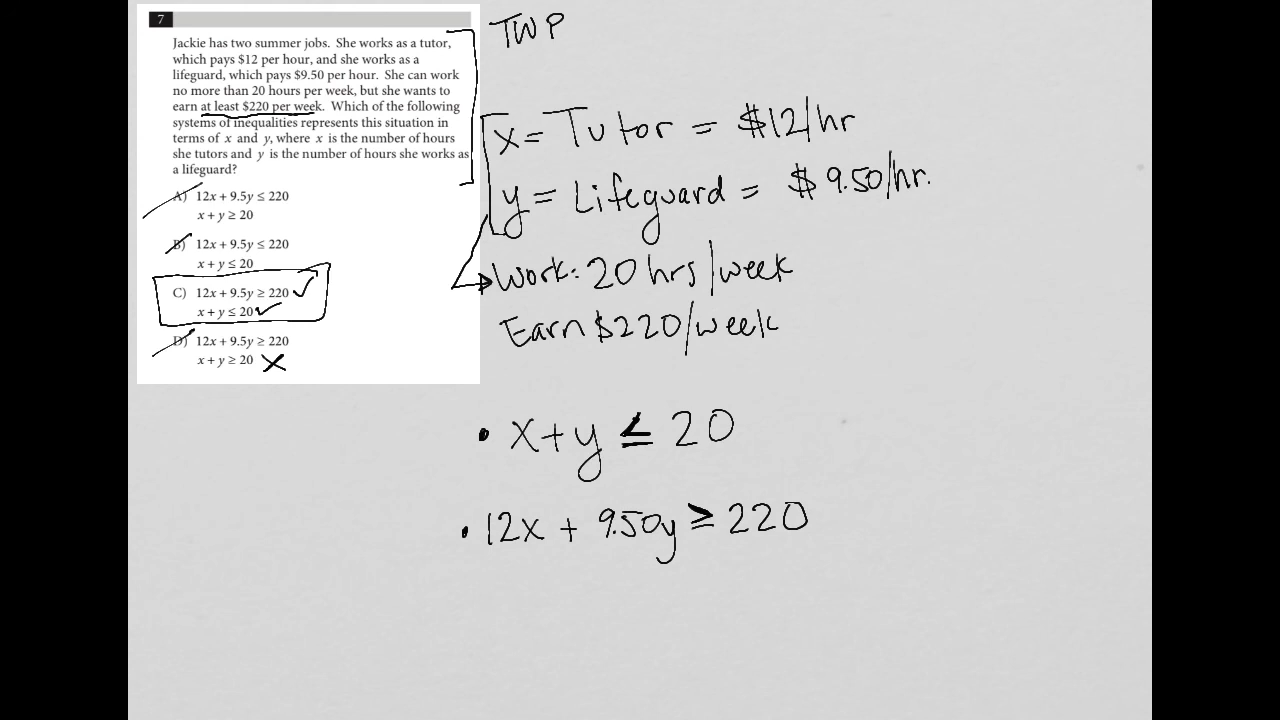 7
Jackie has two summer jobs. She works as a tutor,
which pays $12 per hour, and she works as a
lifeguard, which pays $9.50 per hour. She can work
no more than 20 hours per week, but she wants to
earn at least $220 per week. Which of the following
systems of inequalities represents this situation in
terms of x and y, where x is the number of hours
she tutors and y is the number of hours she works as
a lifeguard?
A) 12x + 9.5y ≤ 220
x + y ≥ 20
B) 12x + 9.5y ≤ 220
x + y ≤ 20
C) 12x + 9.5y ≥ 220
x + y ≤ 20
D) 12x + 9.5y ≥ 220
x + y ≥ 20
TWP
x = Tutor = $12/hr
y = Lifeguard = $9.50/hr.
Work: 20 hrs/week
Earn $220/week
• x + y ≤ 20
• 12x + 9.50y ≥ 220